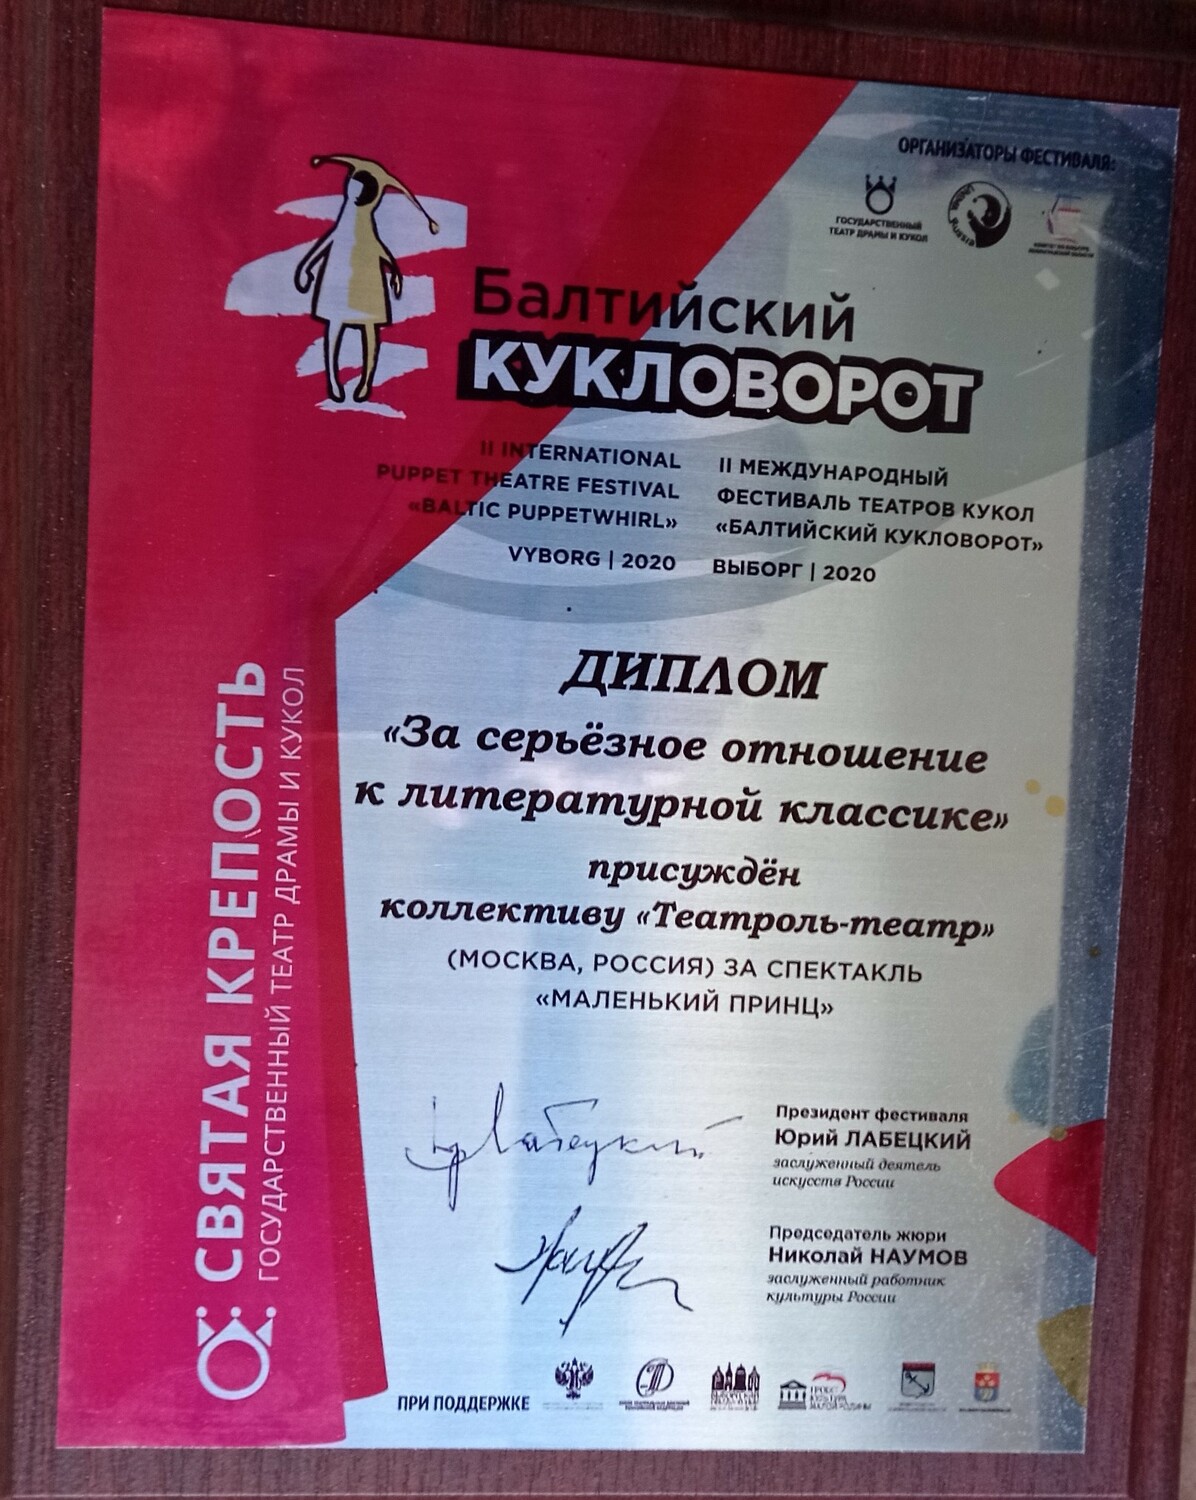 ОРГАНИЗАТОРЫ ФЕСТИВАЛЯ:
ГОСУДАРСТВЕННЫЙ
ТЕАТР ДРАМЫ И КУКОЛ
UNIMA Russia
Балтийский
КУКЛОВОРОТ
II INTERNATIONAL
PUPPET THEATRE FESTIVAL
«BALTIC PUPPETWHIRL»
VYBORG | 2020
II МЕЖДУНАРОДНЫЙ
ФЕСТИВАЛЬ ТЕАТРОВ КУКОЛ
«БАЛТИЙСКИЙ КУКЛОВОРОТ»
ВЫБОРГ | 2020
ДИПЛОМ
«За серьёзное отношение
к литературной классике»
присуждён
коллективу «Театроль-театр»
(МОСКВА, РОССИЯ) ЗА СПЕКТАКЛЬ
«МАЛЕНЬКИЙ ПРИНЦ»
СВЯТАЯ КРЕПОСТЬ
ГОСУДАРСТВЕННЫЙ ТЕАТР ДРАМЫ И КУКОЛ
Президент фестиваля
Юрий ЛАБЕЦКИЙ
заслуженный деятель
искусств России
Председатель жюри
Николай НАУМОВ
заслуженный работник
культуры России
ПРИ ПОДДЕРЖКЕ